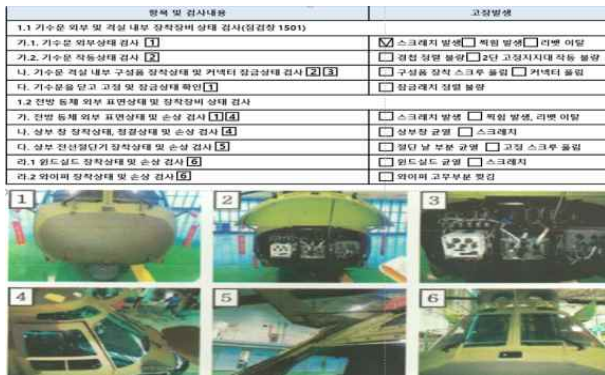 항목 및 검사내용 고장발생
1.1 기수문 외부 및 격실 내부 장착장비 상태 검사(점검창 1501)
가.1. 기수문 외부상태 검사 1 스크래치 발생 찍힘 발생 리벳 이탈
가.2. 기수문 작동상태 검사 2 경첩 정렬 불량 2단 고정지지대 작동 불량
나. 기수문 격실 내부 구성품 장착상태 및 커넥터 잠금상태 검사 2 3 구성품 장착 스크루 풀림 커넥터 풀림
다. 기수문을 닫고 고정 및 잠금상태 확인 1 잠금래치 정렬 불량
1.2 전방 동체 외부 표면상태 및 장착장비 상태 검사
가. 전방 동체 외부 표면상태 및 손상 검사 1 4 스크래치 발생 찍힘 발생, 리벳 이탈
나. 상부 창 장착상태, 청결상태 및 손상 검사 4 상부창 균열 스크래치
다. 상부 전선절단기 장착상태 및 손상 검사 5 절단 날 부분 균열 고정 스크루 풀림
라.1 윈드실드 장착상태 및 손상 검사 6 윈드실드 균열 스크래치
라.2 와이퍼 장착상태 및 손상 검사 6 와이퍼 고무부분 찢김
1 2 3
4 5 6